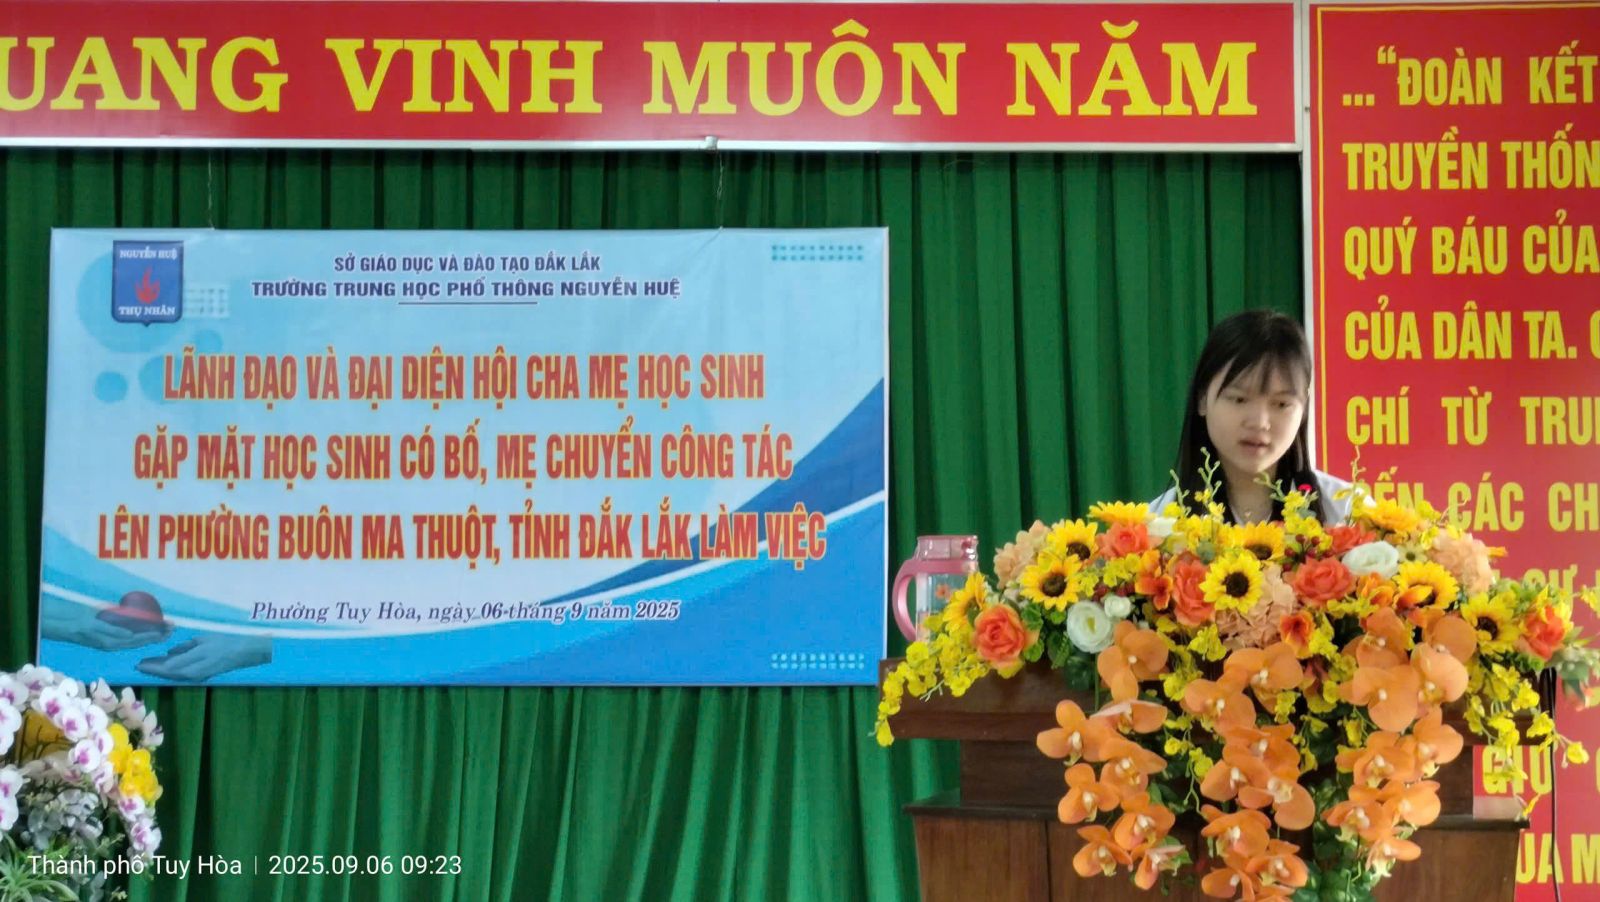 UANG VINH MUÔN NĂM
NGUYỄN HUỆ
THỤ NHÂN
SỞ GIÁO DỤC VÀ ĐÀO TẠO ĐẮK LẮK
TRƯỜNG TRUNG HỌC PHỔ THÔNG NGUYỄN HUỆ
LÃNH ĐẠO VÀ ĐẠI DIỆN HỘI CHA MẸ HỌC SINH
GẶP MẶT HỌC SINH CÓ BỐ, MẸ CHUYỂN CÔNG TÁC
LÊN PHƯỜNG BUÔN MA THUỘT, TỈNH ĐẮK LẮK LÀM VIỆC
Phường Tuy Hòa, ngày 06 tháng 9 năm 2025
..."ĐOÀN KẾT
TRUYỀN THỐN
QUÝ BÁU CỦA
CỦA DÂN TA.
CHÍ TỪ TRU
CÁC CH
GIỮ
UA M
Thành phố Tuy Hòa | 2025.09.06 09:23